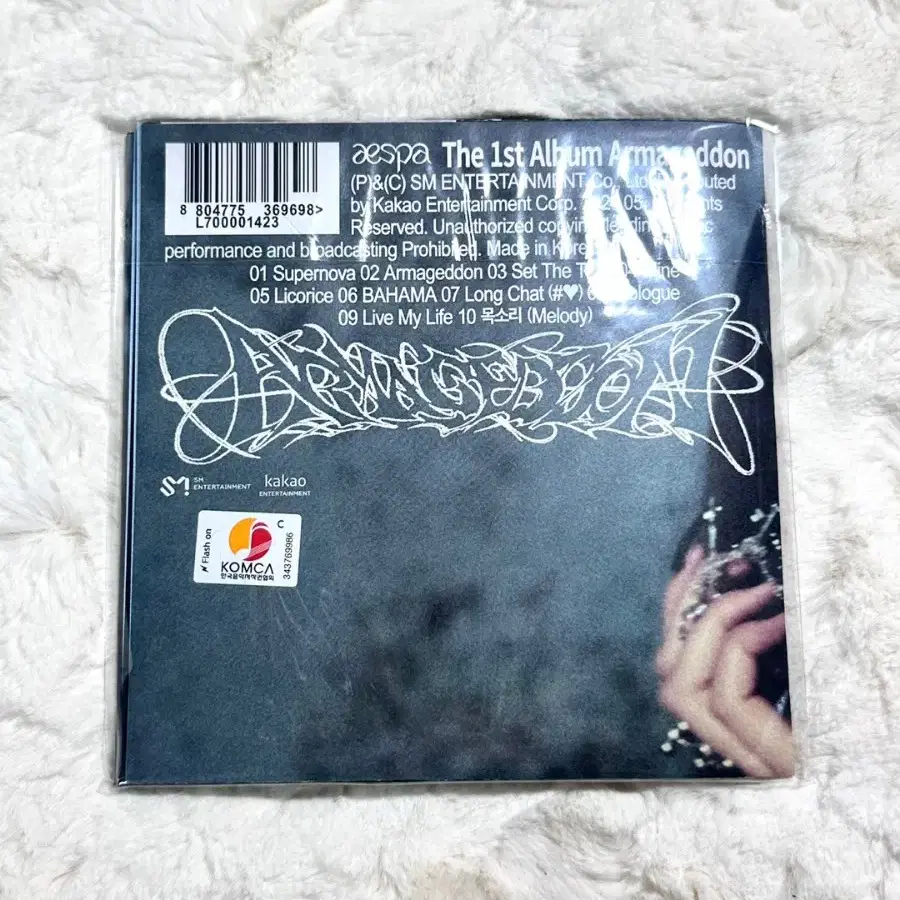 8 804775 369698>
L700001423
æspa The 1st Album Armageddon
(P)&(C) SM ENTERTAINMENT Co., Ltd.
by Kakao Entertainment Corp.
Reserved. Unauthorized
performance and broadcasting Prohibited. Made in Korea
01 Supernova 02 Armageddon 03 Set The
05 Licorice 06 BAHAMA 07 Long Chat (#♥)
09 Live My Life 10 목소리 (Melody)
ARMAGEDDON
SM
ENTERTAINMENT
kakao
ENTERTAINMENT
Flash on
KOMCA
한국음악저작권협회
C
343769986